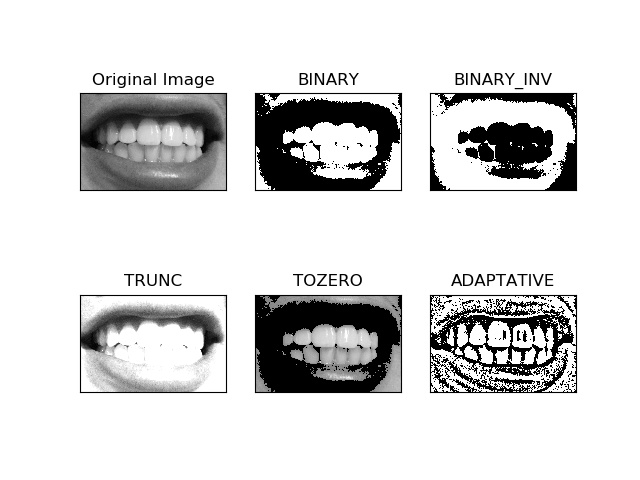 Original Image
BINARY
BINARY_INV
TRUNC
TOZERO
ADAPTATIVE